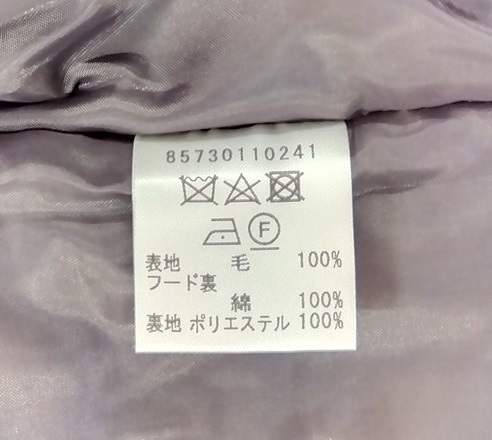 85730110241
F
表地 毛 100%
フード裏
綿 100%
裏地 ポリエステル 100%